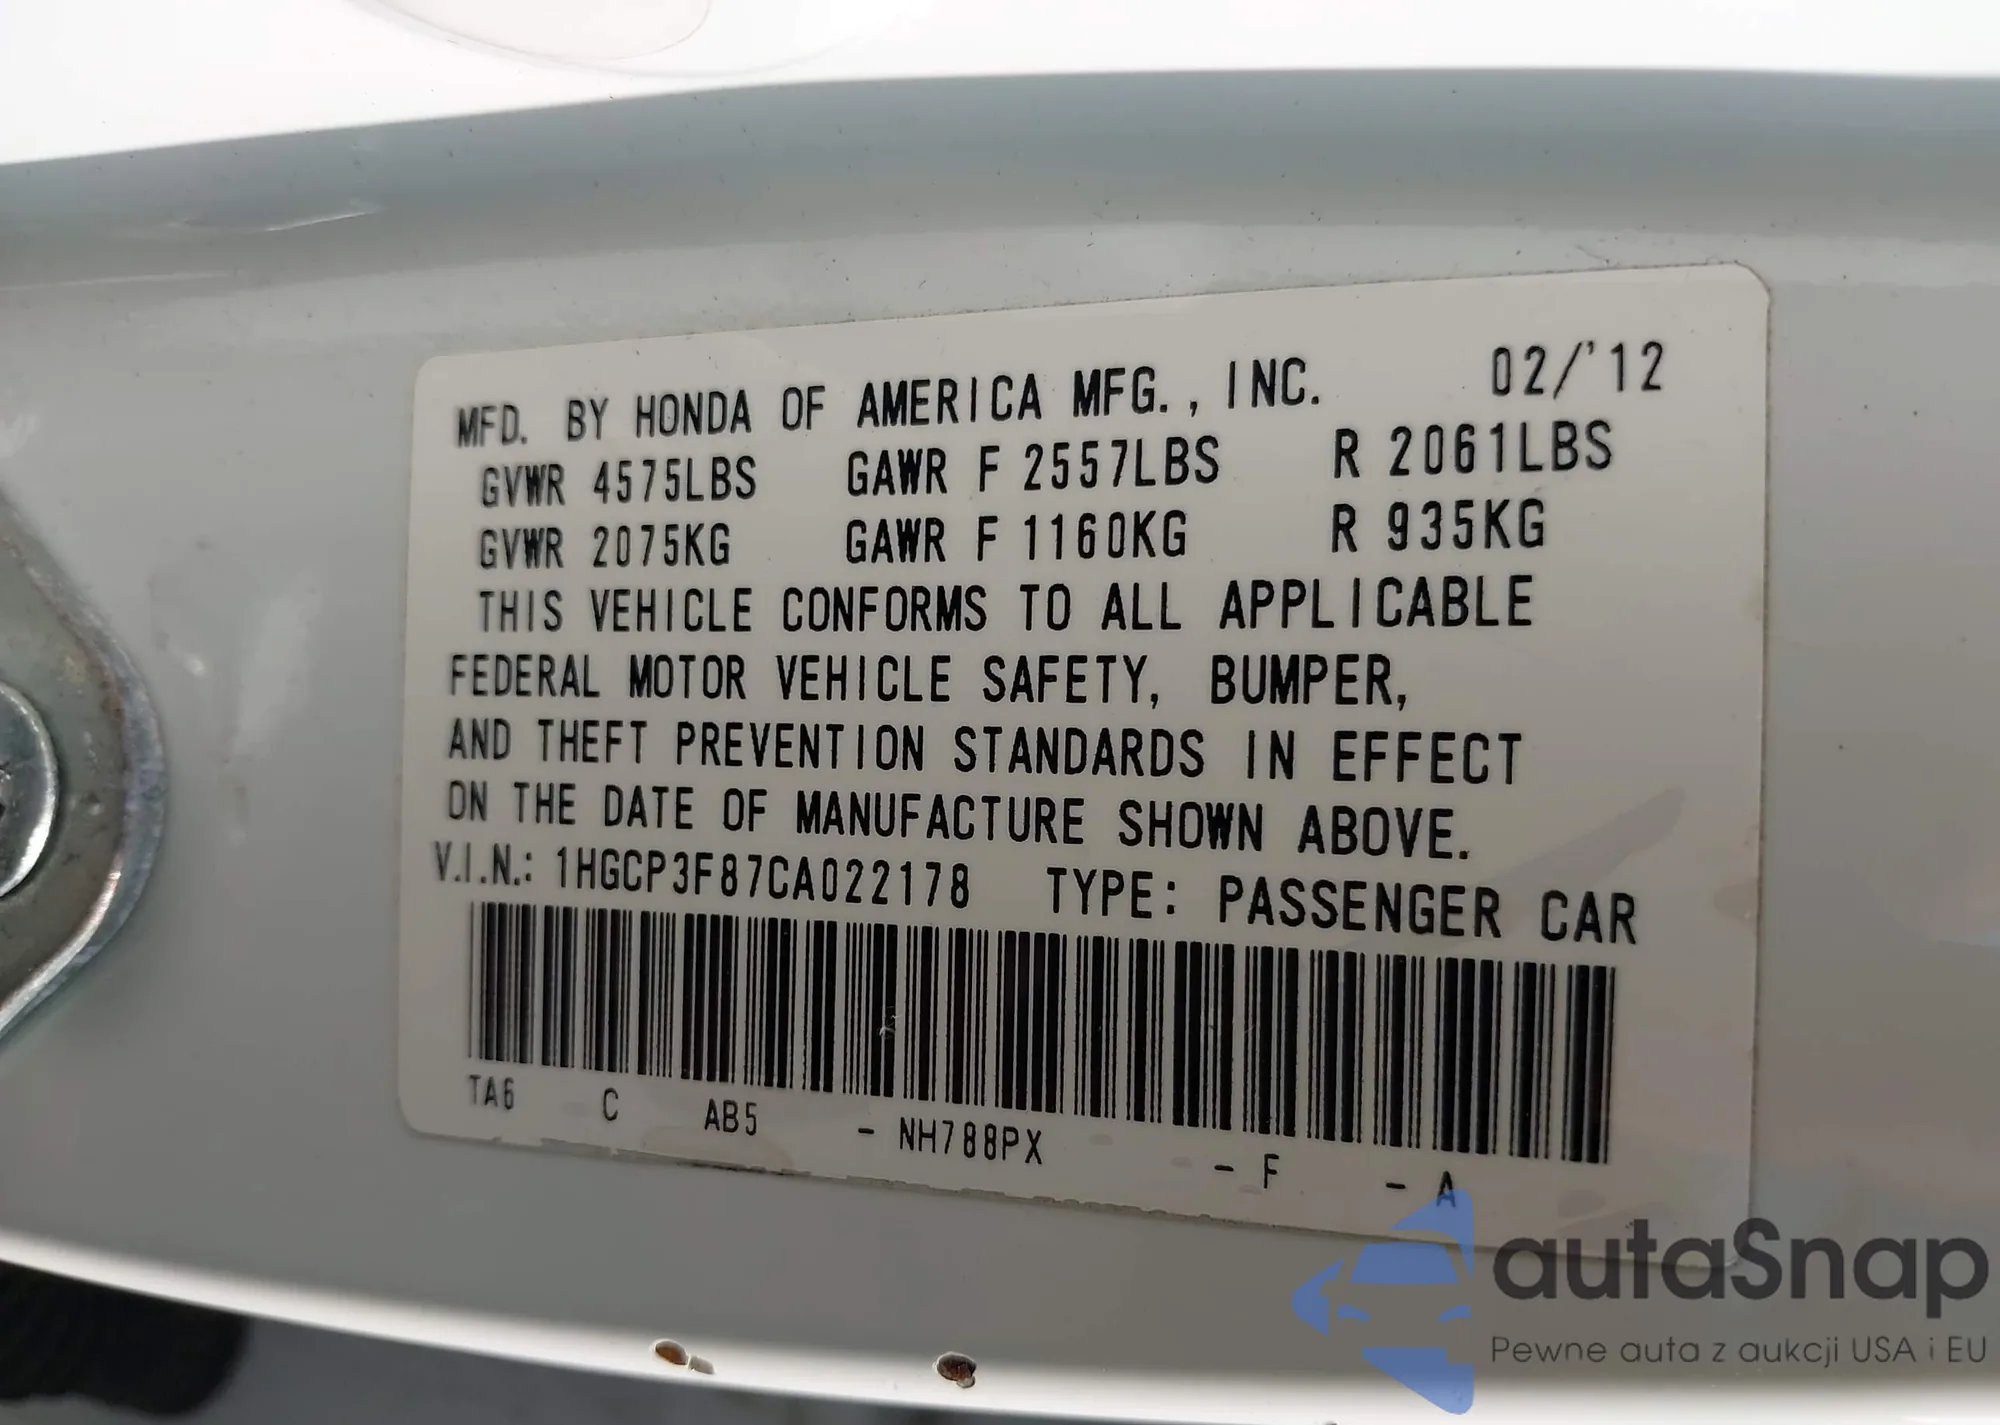 MFD. BY HONDA OF AMERICA MFG., INC. 02/'12
GVWR 4575LBS GAWR F 2557LBS R 2061LBS
GVWR 2075KG GAWR F 1160KG R 935KG
THIS VEHICLE CONFORMS TO ALL APPLICABLE
FEDERAL MOTOR VEHICLE SAFETY, BUMPER,
AND THEFT PREVENTION STANDARDS IN EFFECT
ON THE DATE OF MANUFACTURE SHOWN ABOVE.
V.I.N.: 1HGCP3F87CA022178 TYPE: PASSENGER CAR
TA6 C AB5 - NH788PX - F - A
autaSnap
Pewne auta z aukcji USA i EU